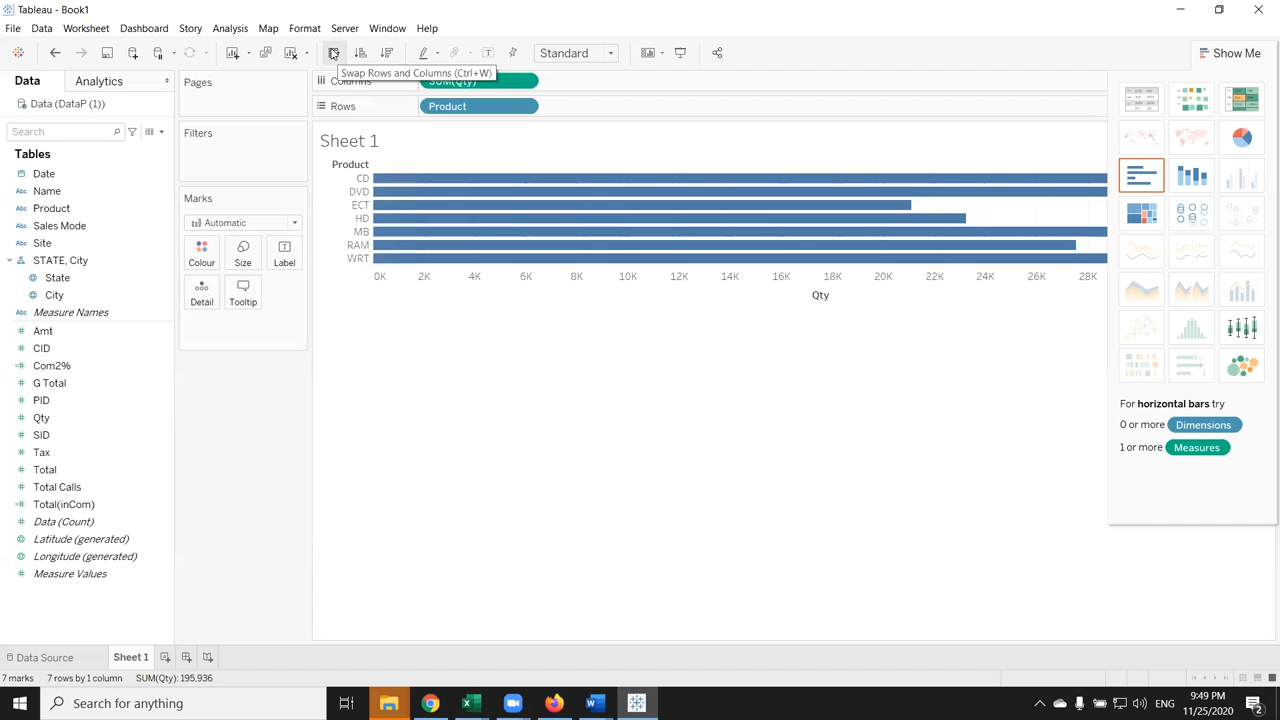 Tableau - Book1
File Data Worksheet Dashboard Story Analysis Map Format Server Window Help
Standard
Show Me
Swap Rows and Columns (Ctrl+W)
Data
Analytics
Pages
Columns
SUM(Qty)
Data (DataP (1))
Rows
Product
Search
Filters
Sheet 1
Tables
Product
Date
Name
Product
Sales Mode
Site
STATE, City
State
City
Measure Names
Amt
CID
Com2%
G Total
PID
Qty
SID
Tax
Total
Total Calls
Total(inCom)
Data (Count)
Latitude (generated)
Longitude (generated)
Measure Values
Marks
Automatic
Colour Size Label
Detail Tooltip
CD
DVD
ECT
HD
MB
RAM
WRT
0K 2K 4K 6K 8K 10K 12K 14K 16K 18K 20K 22K 24K 26K 28K
Qty
For horizontal bars try
0 or more Dimensions
1 or more Measures
Data Source
Sheet 1
7 marks 7 rows by 1 column SUM(Qty): 195.936
Search for anything
ENG
9:49 PM
11/25/2020
2